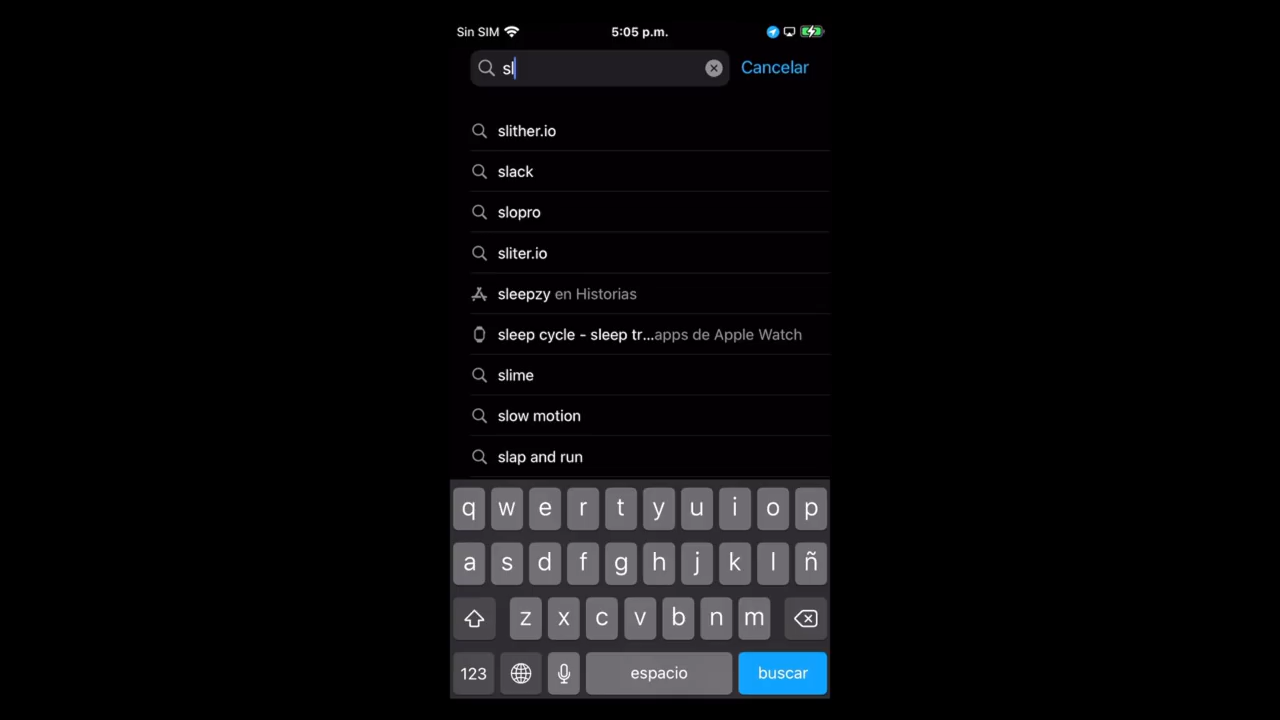 Sin SIM 5:05 p.m.
sl Cancelar
slither.io
slack
slopro
sliter.io
sleepzy en Historias
sleep cycle - sleep tr...apps de Apple Watch
slime
slow motion
slap and run
q w e r t y u i o p
a s d f g h j k l ñ
z x c v b n m
123 espacio buscar